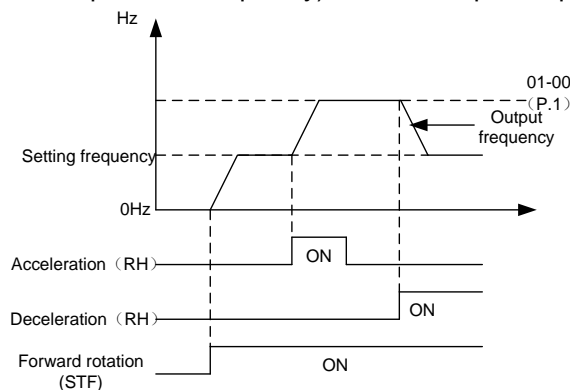 Hz
01-00
（P.1）
Output
frequency
Setting frequency
0Hz
Acceleration（RH）
ON
Deceleration（RH）
ON
Forward rotation
(STF)
ON